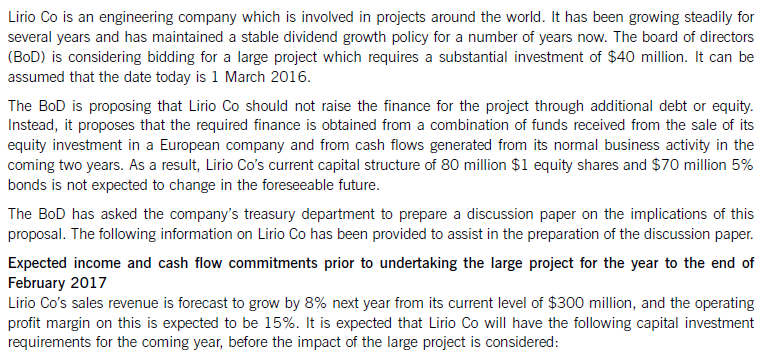 Lirio Co is an engineering company which is involved in projects around the world. It has been growing steadily for
several years and has maintained a stable dividend growth policy for a number of years now. The board of directors
(BoD) is considering bidding for a large project which requires a substantial investment of $40 million. It can be
assumed that the date today is 1 March 2016.
The BoD is proposing that Lirio Co should not raise the finance for the project through additional debt or equity.
Instead, it proposes that the required finance is obtained from a combination of funds received from the sale of its
equity investment in a European company and from cash flows generated from its normal business activity in the
coming two years. As a result, Lirio Co's current capital structure of 80 million $1 equity shares and $70 million 5%
bonds is not expected to change in the foreseeable future.
The BoD has asked the company's treasury department to prepare a discussion paper on the implications of this
proposal. The following information on Lirio Co has been provided to assist in the preparation of the discussion paper.
Expected income and cash flow commitments prior to undertaking the large project for the year to the end of
February 2017
Lirio Co's sales revenue is forecast to grow by 8% next year from its current level of $300 million, and the operating
profit margin on this is expected to be 15%. It is expected that Lirio Co will have the following capital investment
requirements for the coming year, before the impact of the large project is considered: